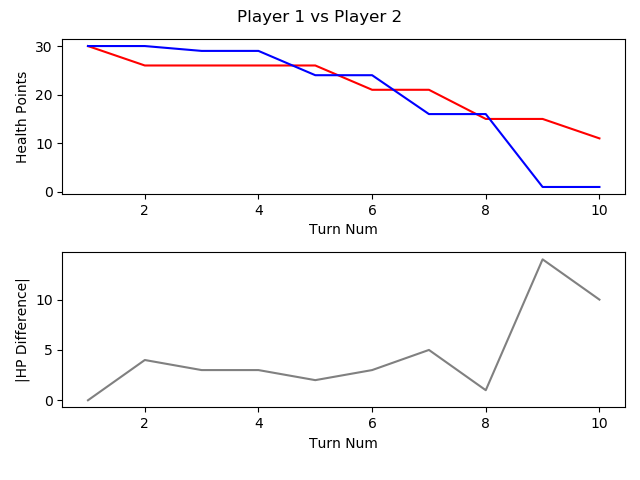 Player 1 vs Player 2
30
20
10
0
Health Points
2 4 6 8 10
Turn Num
10
5
0
|HP Difference|
2 4 6 8 10
Turn Num